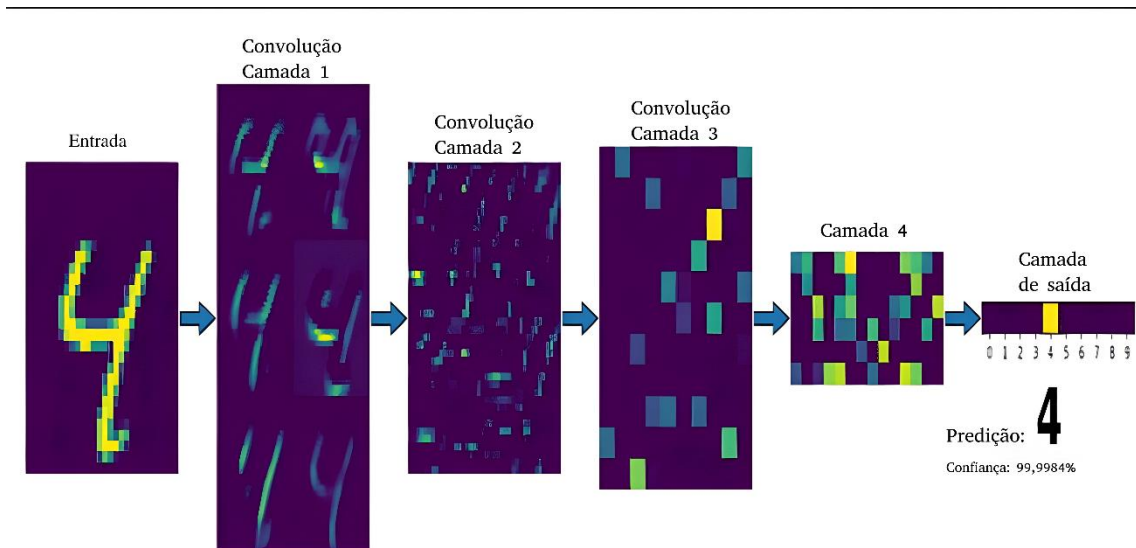 Entrada
Convolução
Camada 1
Convolução
Camada 2
Convolução
Camada 3
Camada 4
Camada
de saída
0 1 2 3 4 5 6 7 8 9
Predição: 4
Confiança: 99,9984%